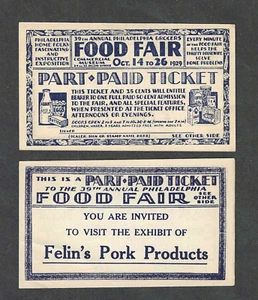 PHILADELPHIA HOME FOLKS FASCINATING AND INSTRUCTIVE EXPOSITION
39TH ANNUAL PHILADELPHIA GROCERS
FOOD FAIR
COMMERCIAL MUSEUM
OCT. 14 TO 26 1929
EVERY MINUTE AT THE FOOD FAIR HELPS THE THRIFTY HOUSEWIFE SOLVE HOME PROBLEMS
PART-PAID TICKET
THIS TICKET AND 25 CENTS WILL ENTITLE
BEARER TO ONE FULL PAID 50 CENT ADMISSION
TO THE FAIR, AND ALL SPECIAL FEATURES,
WHEN PRESENTED AT THE TICKET OFFICE
AFTERNOONS OR EVENINGS.
SEE OTHER SIDE
THIS IS A PART-PAID TICKET
TO THE 39TH ANNUAL PHILADELPHIA
FOOD FAIR
SEE OTHER SIDE
YOU ARE INVITED
TO VISIT THE EXHIBIT OF
Felin's Pork Products